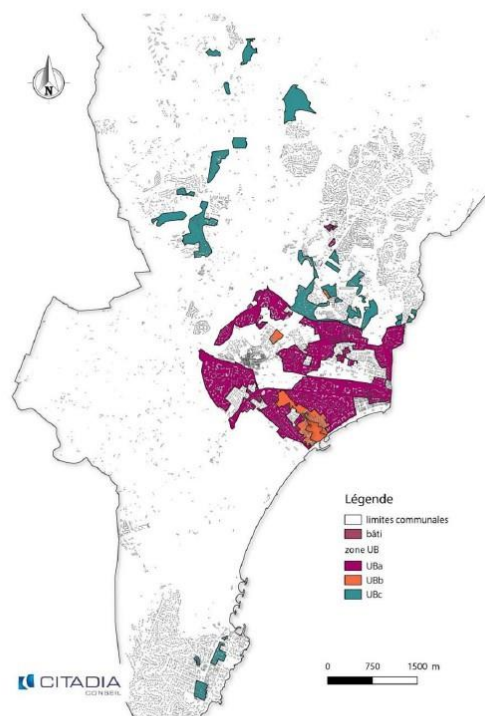 N
Légende
limites communales
bâti
zone UB
UBa
UBb
UBc
CITADIA
CONSEIL
0 750 1500 m